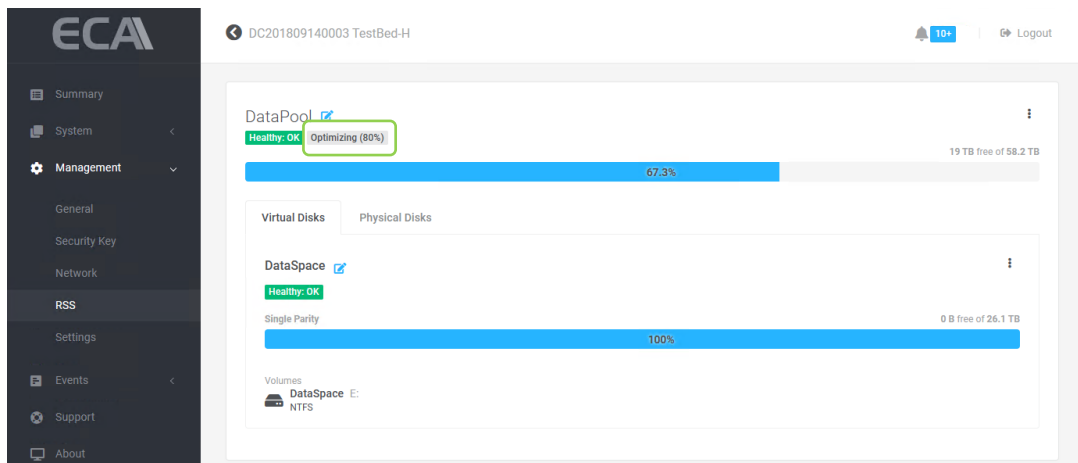 ECA
DC201809140003 TestBed-H
10+
Logout
Summary
System
Management
General
Security Key
Network
RSS
Settings
Events
Support
About
DataPool
Healthy: OK Optimizing (80%)
19 TB free of 58.2 TB
67.3%
Virtual Disks Physical Disks
DataSpace
Healthy: OK
Single Parity 0 B free of 26.1 TB
100%
Volumes
DataSpace E:
NTFS